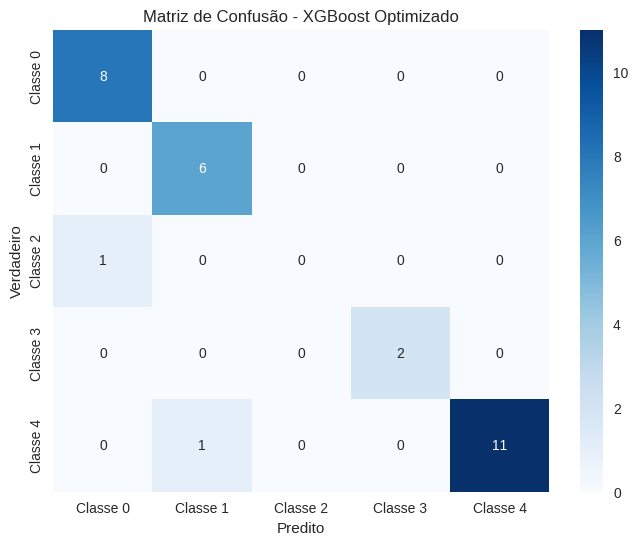 Matriz de Confusão - XGBoost Optimizado
Verdadeiro
Classe 0
8 0 0 0 0
Classe 1
0 6 0 0 0
Classe 2
1 0 0 0 0
Classe 3
0 0 0 2 0
Classe 4
0 1 0 0 11
Classe 0 Classe 1 Classe 2 Classe 3 Classe 4
Predito
10
8
6
4
2
0